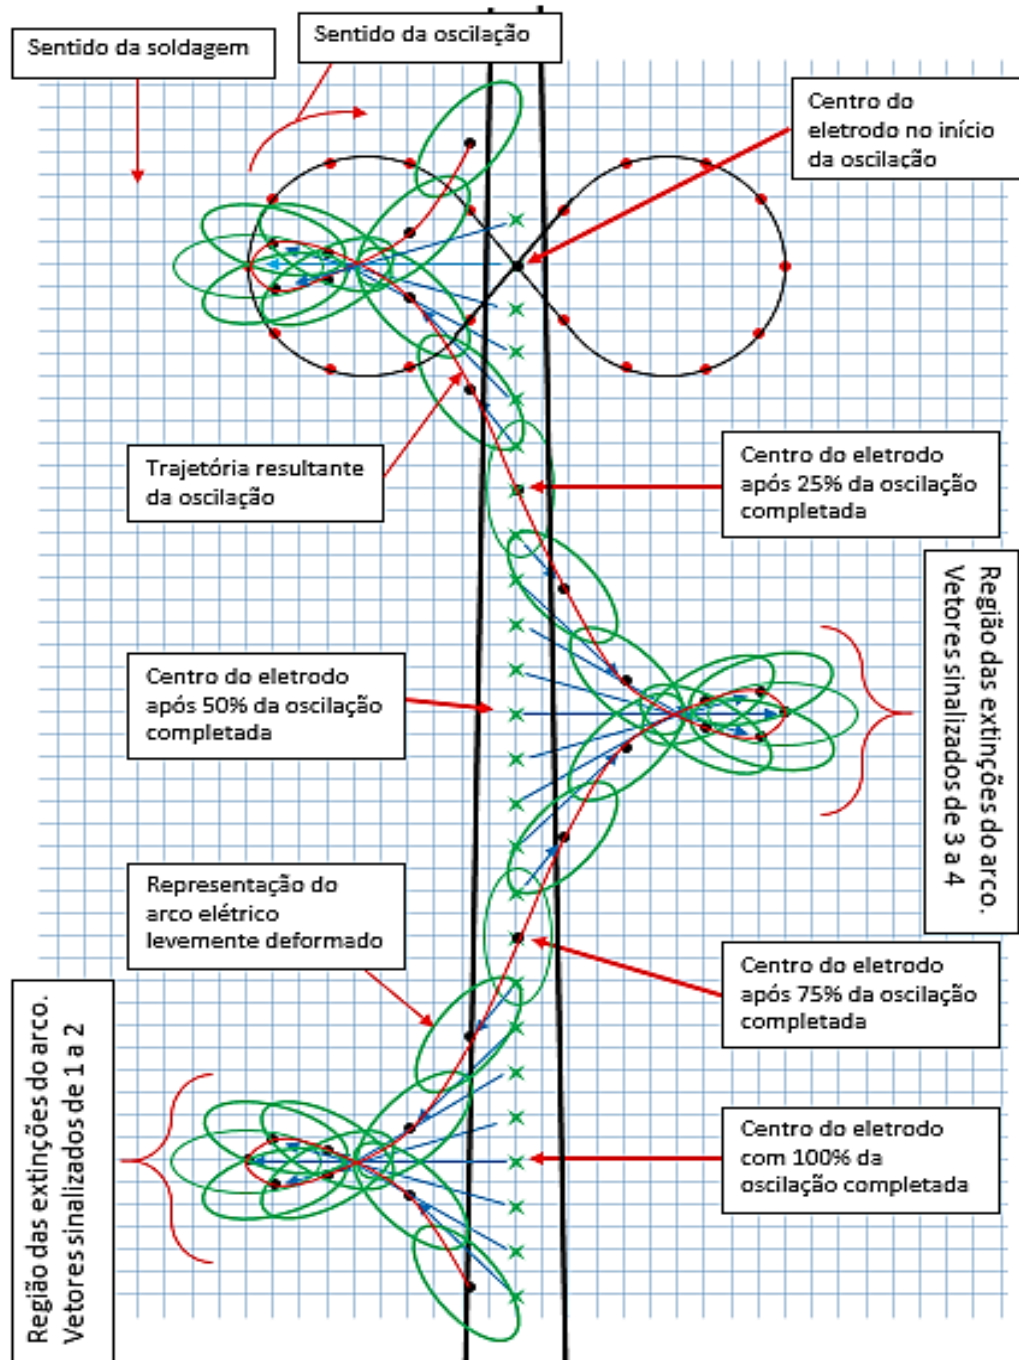 Sentido da soldagem
Sentido da oscilação
Centro do
eletrodo no início
da oscilação
Trajetória resultante
da oscilação
Centro do eletrodo
após 25% da oscilação
completada
Região das extinções do arco.
Vetores sinalizados de 3 a 4
Centro do eletrodo
após 50% da oscilação
completada
Representação do
arco elétrico
levemente deformado
Centro do eletrodo
após 75% da oscilação
completada
Região das extinções do arco.
Vetores sinalizados de 1 a 2
Centro do eletrodo
com 100% da
oscilação completada